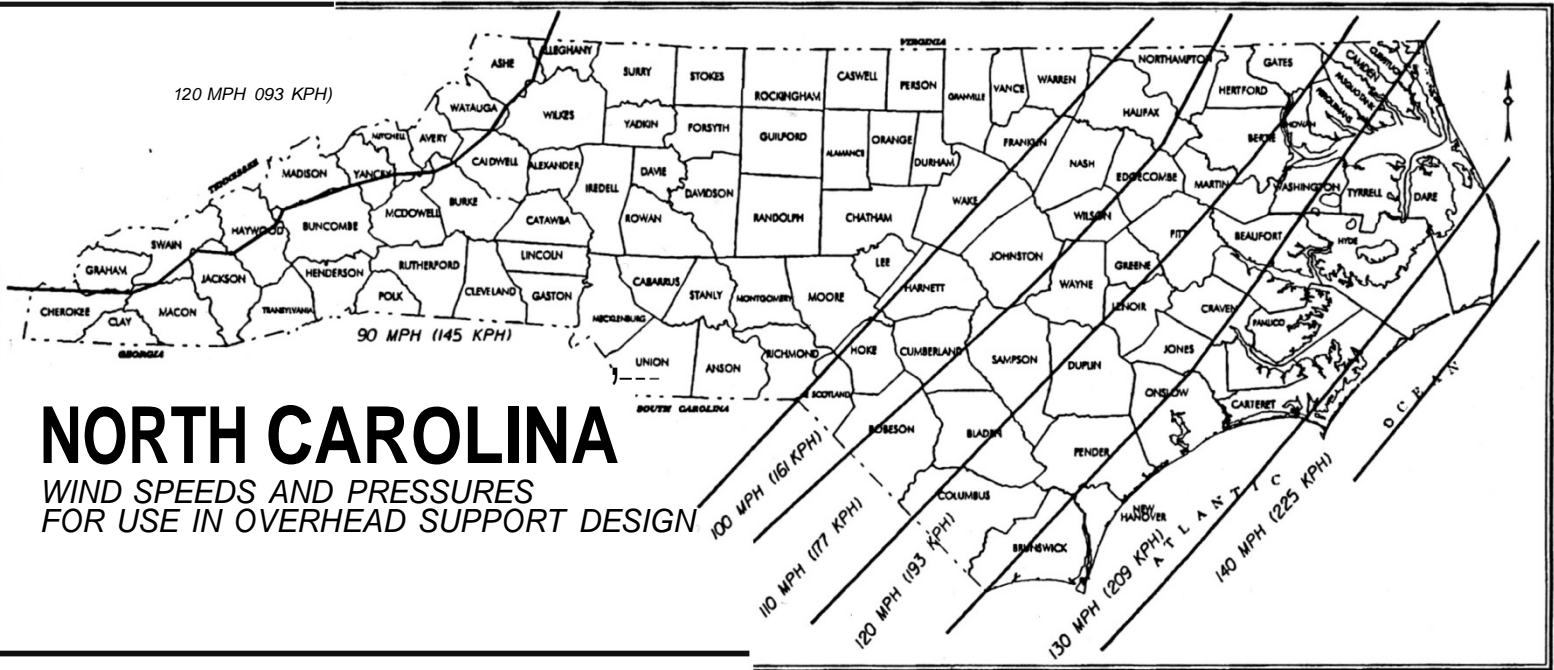 VIRGINIA
ALLEGHANY
ASHE
SURRY
STOKES
ROCKINGHAM
CASWELL
PERSON
GRANVILLE
VANCE
WARREN
NORTHAMPTON
GATES
CAMDEN
CURRITUCK
PASQUOTANK
PERQUIMANS
HERTFORD
HALIFAX
120 MPH 093 KPH)
WATAUGA
WILKES
YADKIN
FORSYTH
GUILFORD
ALAMANCE
ORANGE
DURHAM
FRANKLIN
NASH
EDGECOMBE
BERTIE
CHOWAN
MITCHELL
AVERY
CALDWELL
ALEXANDER
IREDELL
DAVIE
DAVIDSON
TENNESSEE
MADISON
YANCEY
BURKE
MARTIN
WASHINGTON
TYRRELL
DARE
SWAIN
HAYWOOD
BUNCOMBE
MCDOWELL
CATAWBA
ROWAN
RANDOLPH
CHATHAM
WAKE
WILSON
PITT
BEAUFORT
HYDE
GRAHAM
JACKSON
HENDERSON
RUTHERFORD
LINCOLN
CABARRUS
STANLY
MONTGOMERY
MOORE
LEE
HARNETT
JOHNSTON
WAYNE
GREENE
LENOIR
CRAVEN
PAMLICO
CHEROKEE
CLAY
MACON
TRANSYLVANIA
POLK
CLEVELAND
GASTON
MECKLENBURG
GEORGIA
90 MPH (145 KPH)
UNION
ANSON
RICHMOND
HOKE
CUMBERLAND
SAMPSON
DUPLIN
JONES
ONSLOW
CARTERET
SCOTLAND
SOUTH CAROLINA
ROBESON
BLADEN
PENDER
COLUMBUS
NEW
HANOVER
BRUNSWICK
NORTH CAROLINA
WIND SPEEDS AND PRESSURES
FOR USE IN OVERHEAD SUPPORT DESIGN
100 MPH (161 KPH)
110 MPH (177 KPH)
120 MPH (193 KPH)
130 MPH (209 KPH)
140 MPH (225 KPH)
ATLANTIC
OCEAN